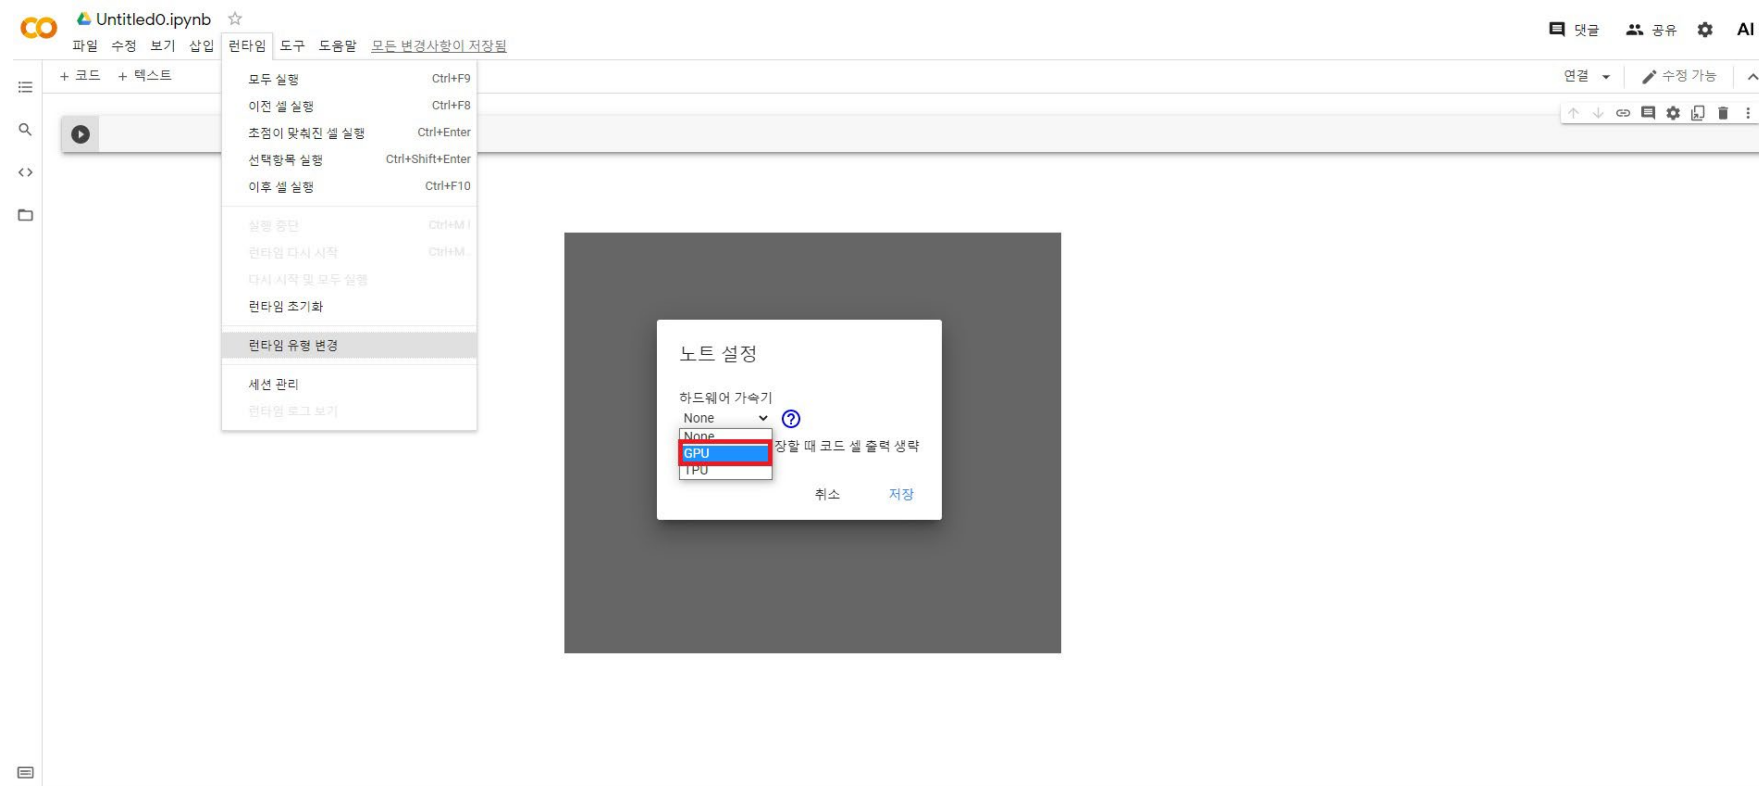 Untitled0.ipynb
파일 수정 보기 삽입 런타임 도구 도움말 모든 변경사항이 저장됨
댓글 공유 AI
+ 코드 + 텍스트
연결 수정 가능
모두 실행 Ctrl+F9
이전 셀 실행 Ctrl+F8
초점이 맞춰진 셀 실행 Ctrl+Enter
선택항목 실행 Ctrl+Shift+Enter
이후 셀 실행 Ctrl+F10
실행 중단 Ctrl+M I
런타임 다시 시작 Ctrl+M .
다시 시작 및 모두 실행
런타임 초기화
런타임 유형 변경
세션 관리
런타임 로그 보기
노트 설정
하드웨어 가속기
None
None
GPU
TPU
장할 때 코드 셀 출력 생략
취소 저장